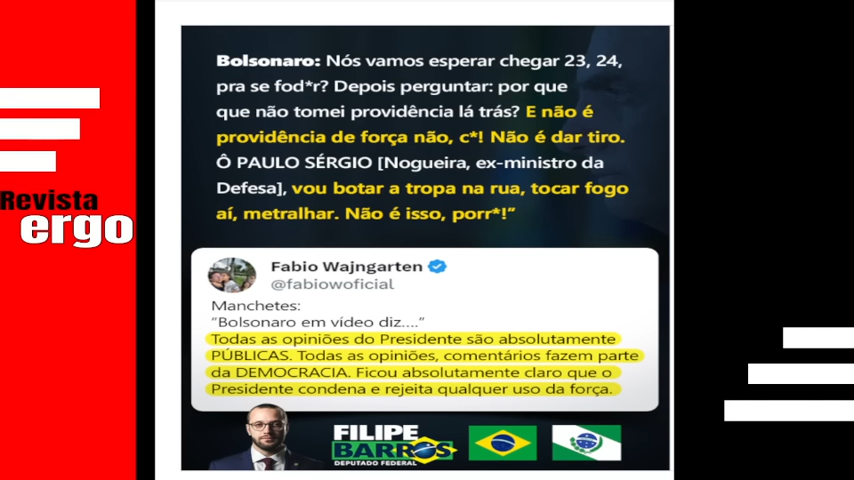 Bolsonaro: Nós vamos esperar chegar 23, 24,
pra se fod*r? Depois perguntar: por que
que não tomei providência lá trás? E não é
providência de força não, c*! Não é dar tiro.
Ô PAULO SÉRGIO [Nogueira, ex-ministro da
Defesa], vou botar a tropa na rua, tocar fogo
aí, metralhar. Não é isso, porr*!”
Revista
ergo
Fabio Wajngarten
@fabiowoficial
Manchetes:
“Bolsonaro em vídeo diz....”
Todas as opiniões do Presidente são absolutamente
PÚBLICAS. Todas as opiniões, comentários fazem parte
da DEMOCRACIA. Ficou absolutamente claro que o
Presidente condena e rejeita qualquer uso da força.
FILIPE
BARROS
DEPUTADO FEDERAL